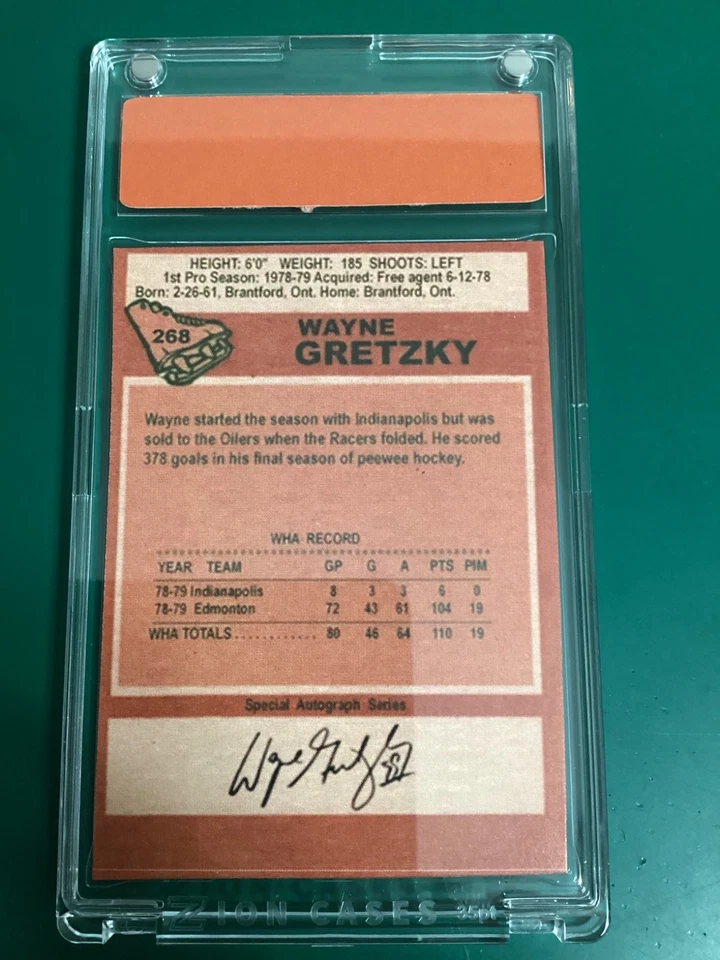 HEIGHT: 6'0" WEIGHT: 185 SHOOTS: LEFT
1st Pro Season: 1978-79 Acquired: Free agent 6-12-78
Born: 2-26-61, Brantford, Ont. Home: Brantford, Ont.
268
WAYNE
GRETZKY
Wayne started the season with Indianapolis but was
sold to the Oilers when the Racers folded. He scored
378 goals in his final season of peewee hockey.
WHA RECORD
YEAR TEAM GP G A PTS PIM
78-79 Indianapolis 8 3 3 6 0
78-79 Edmonton 72 43 61 104 19
WHA TOTALS............ 80 46 64 110 19
Special Autograph Series
Wayne Gretzky
ZION CASES 35pt